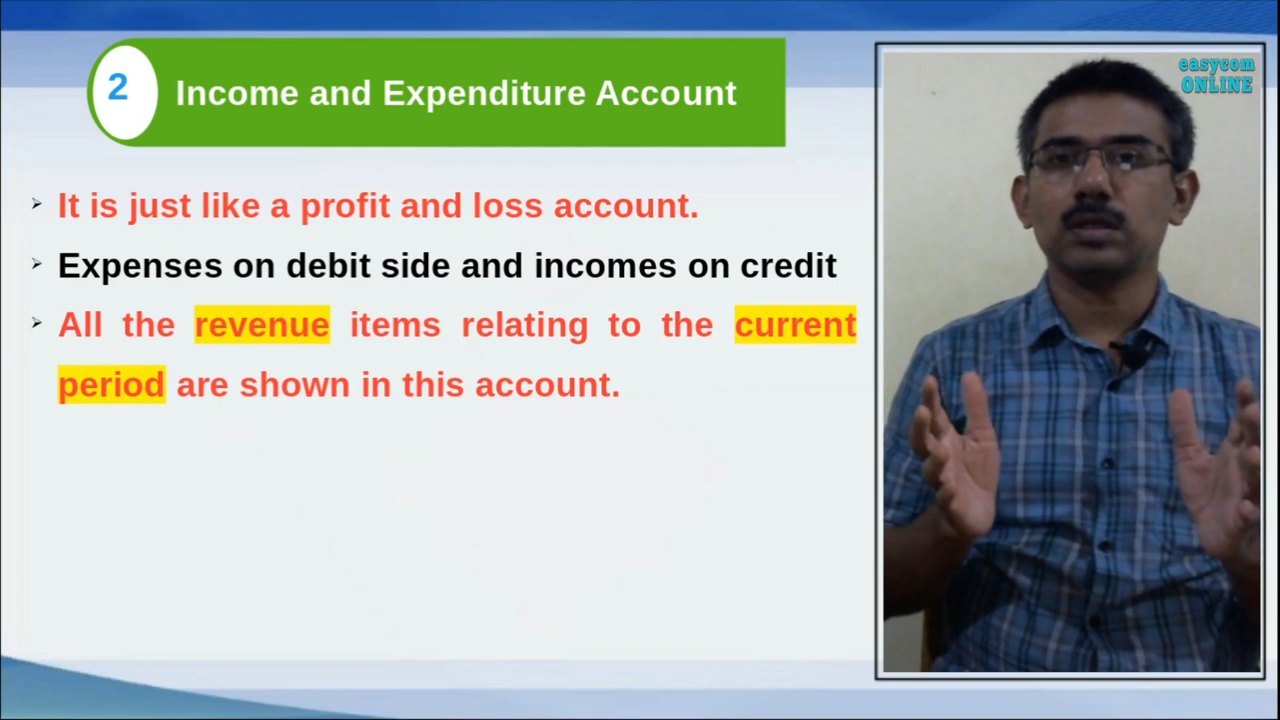 2
Income and Expenditure Account
easycom
ONLINE
It is just like a profit and loss account.
Expenses on debit side and incomes on credit
All the revenue items relating to the current
period are shown in this account.